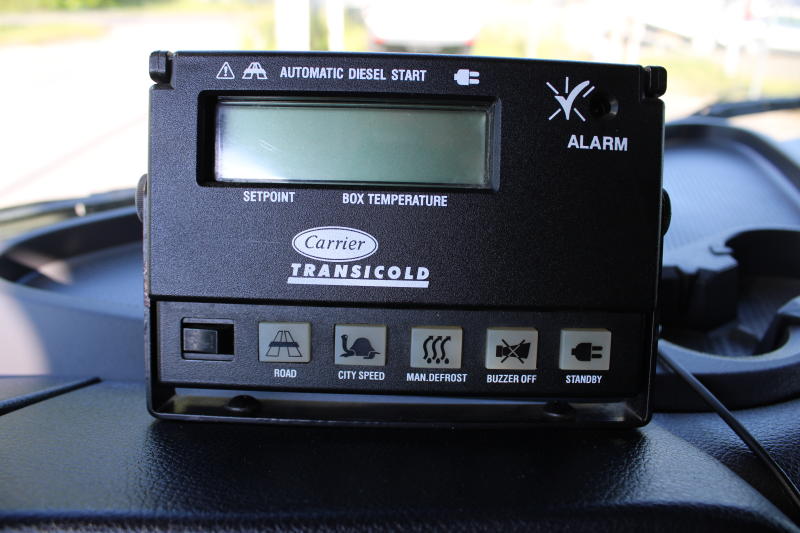 AUTOMATIC DIESEL START
ALARM
SETPOINT BOX TEMPERATURE
Carrier
TRANSICOLD
ROAD CITY SPEED MAN.DEFROST BUZZER OFF STANDBY